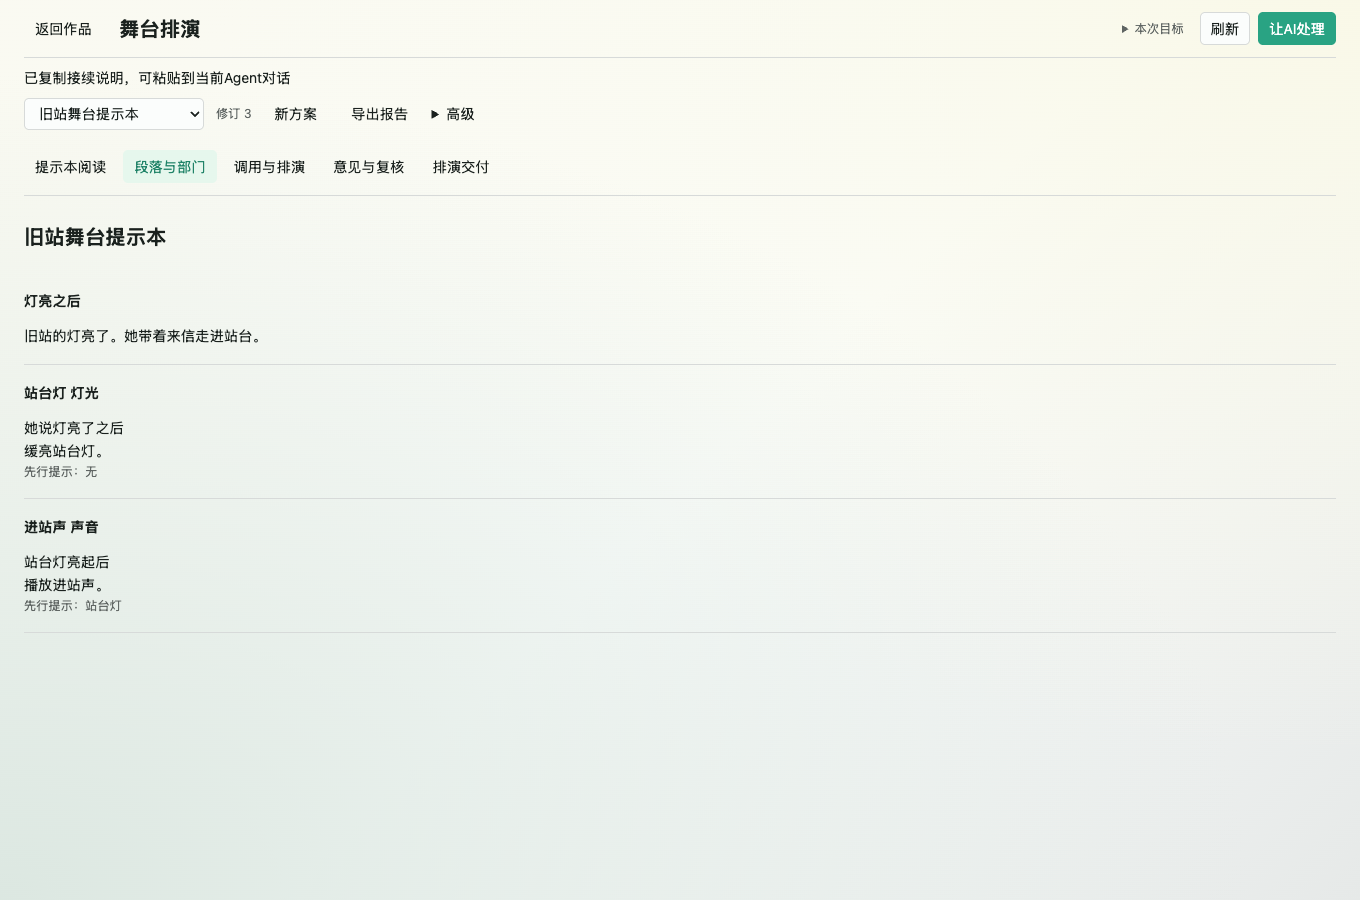 返回作品 舞台排演 ▶ 本次目标 刷新 让AI处理
已复制接续说明，可粘贴到当前Agent对话
旧站舞台提示本 修订 3 新方案 导出报告 ▶ 高级
提示本阅读 段落与部门 调用与排演 意见与复核 排演交付
旧站舞台提示本
灯亮之后
旧站的灯亮了。她带着来信走进站台。
站台灯 灯光
她说灯亮了之后
缓亮站台灯。
先行提示：无
进站声 声音
站台灯亮起后
播放进站声。
先行提示：站台灯